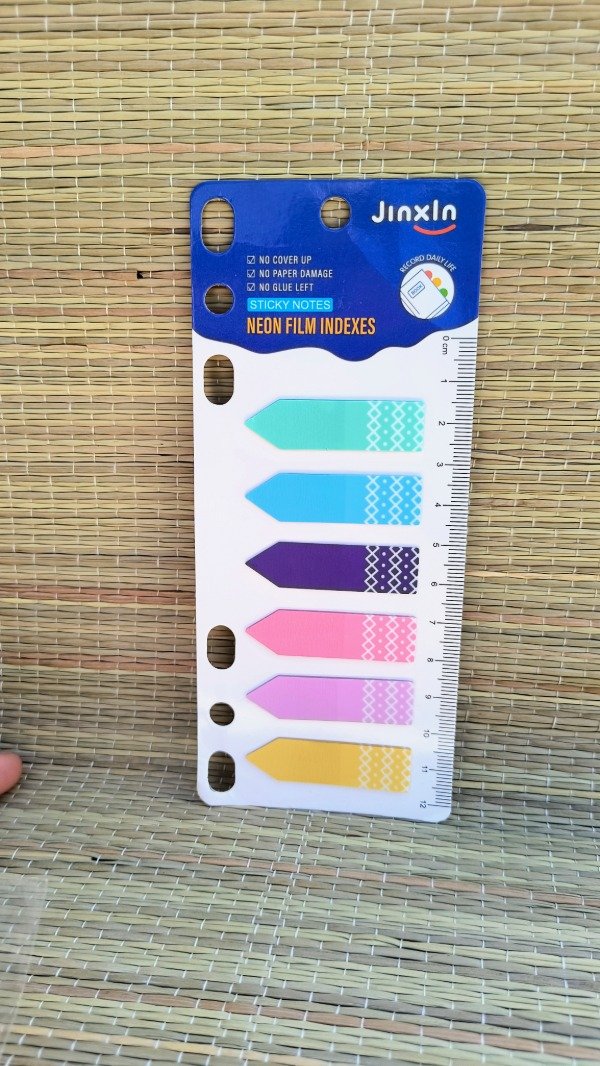 JinxIn
NO COVER UP
NO PAPER DAMAGE
NO GLUE LEFT
RECORD DAILY LIFE
BOOK
STICKY NOTES
NEON FILM INDEXES
0 cm
1
2
3
4
5
6
7
8
9
10
11
12